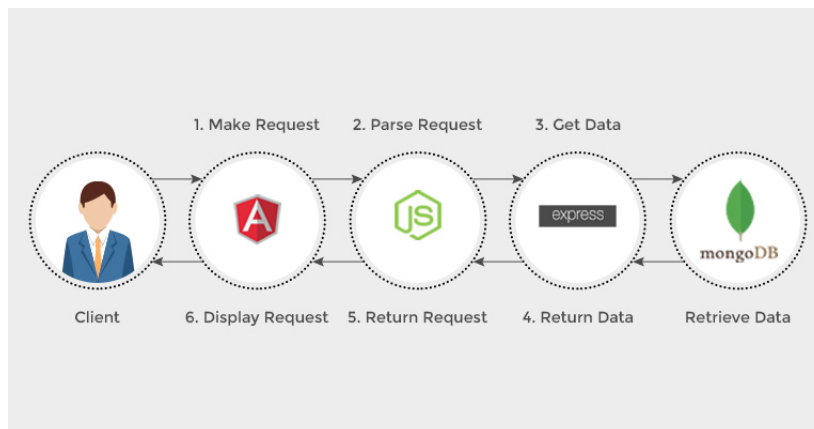 1. Make Request 2. Parse Request 3. Get Data
A JS express mongoDB
Client 6. Display Request 5. Return Request 4. Return Data Retrieve Data